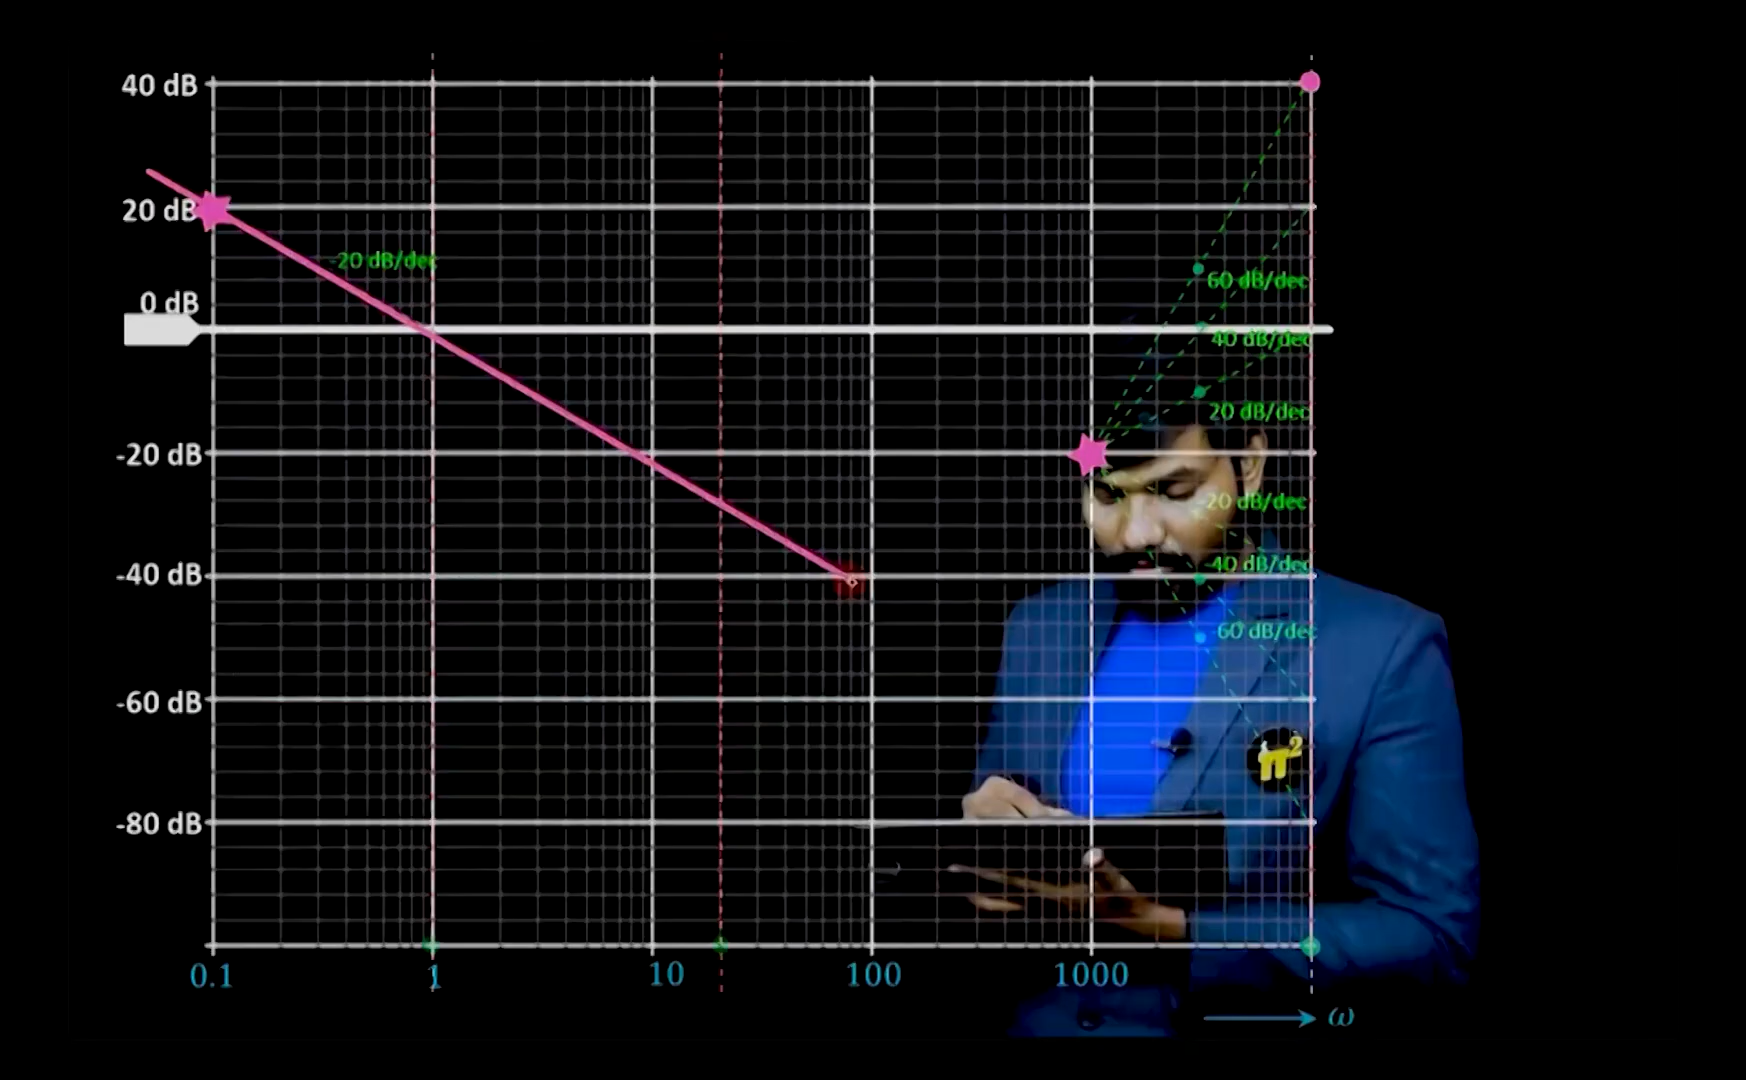 40 dB
20 dB
-20 dB/dec
60 dB/dec
0 dB
40 dB/dec
20 dB/dec
-20 dB
-20 dB/dec
-40 dB/dec
-40 dB
-60 dB/dec
-60 dB
π²
-80 dB
0.1 1 10 100 1000
ω